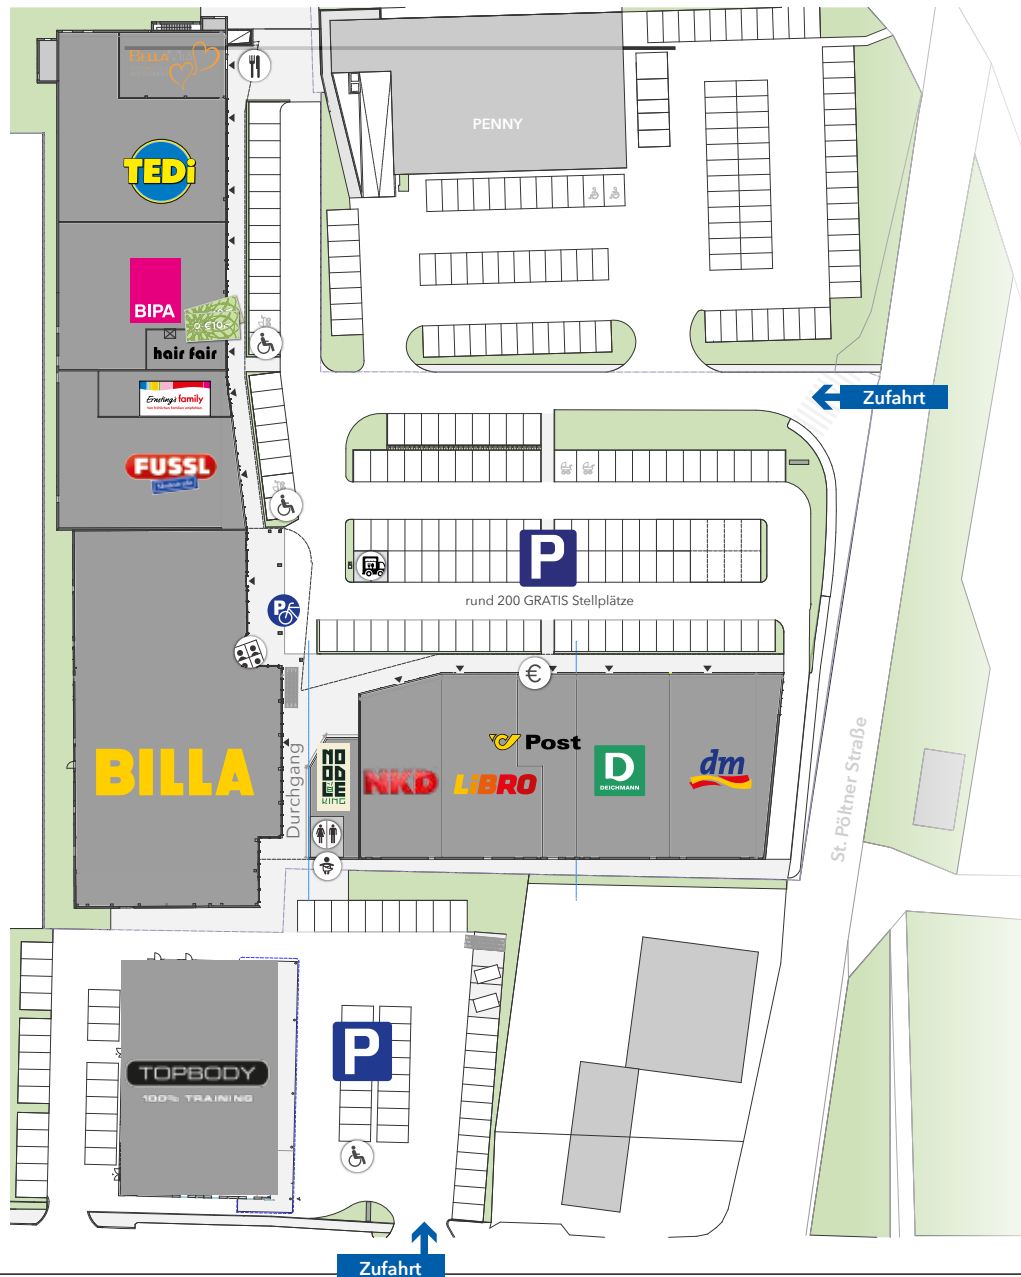 BELLA
PENNY
TEDi
BIPA
€10
hair fair
Ernsting's family
Zufahrt
FUSSL
P
rund 200 GRATIS Stellplätze
P
€
BILLA
Durchgang
NOODLE
KING
NKD
Post
LiBRO
D
DEICHMANN
dm
St. Pöltner Straße
TOPBODY
100% TRAINING
P
Zufahrt